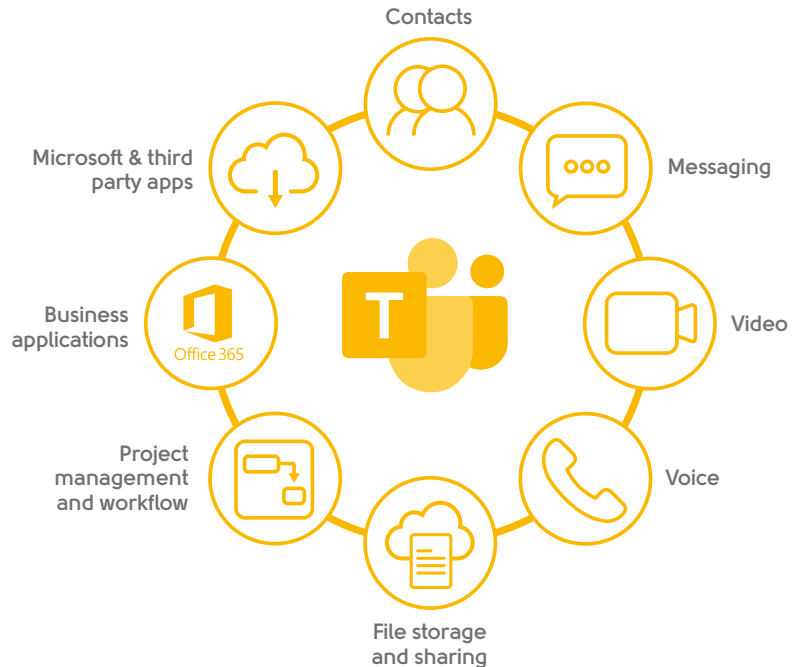 Contacts
Microsoft & third
party apps
Messaging
Business
applications
Office 365
T
Video
Project
management
and workflow
Voice
File storage
and sharing